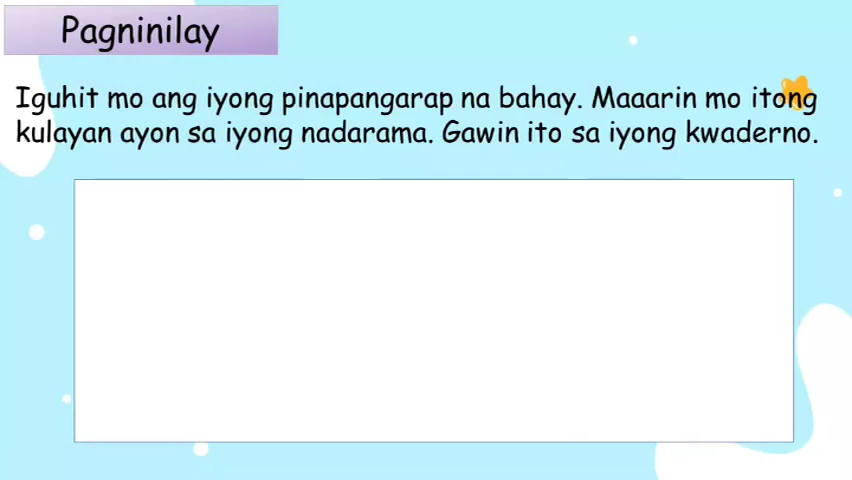 Pagninilay
Iguhit mo ang iyong pinapangarap na bahay. Maaarin mo itong
kulayan ayon sa iyong nadarama. Gawin ito sa iyong kwaderno.